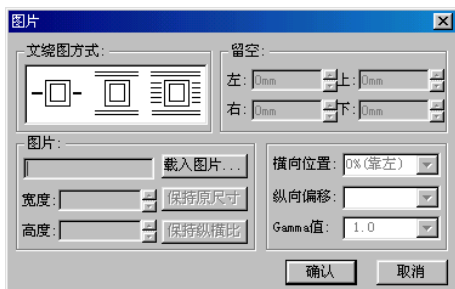 图片
文绕图方式:
留空:
左: 0mm 上: 0mm
右: 0mm 下: 0mm
图片:
载入图片...
宽度: 保持原尺寸
高度: 保持纵横比
横向位置: 0%(靠左)
纵向偏移:
Gamma值: 1.0
确认 取消